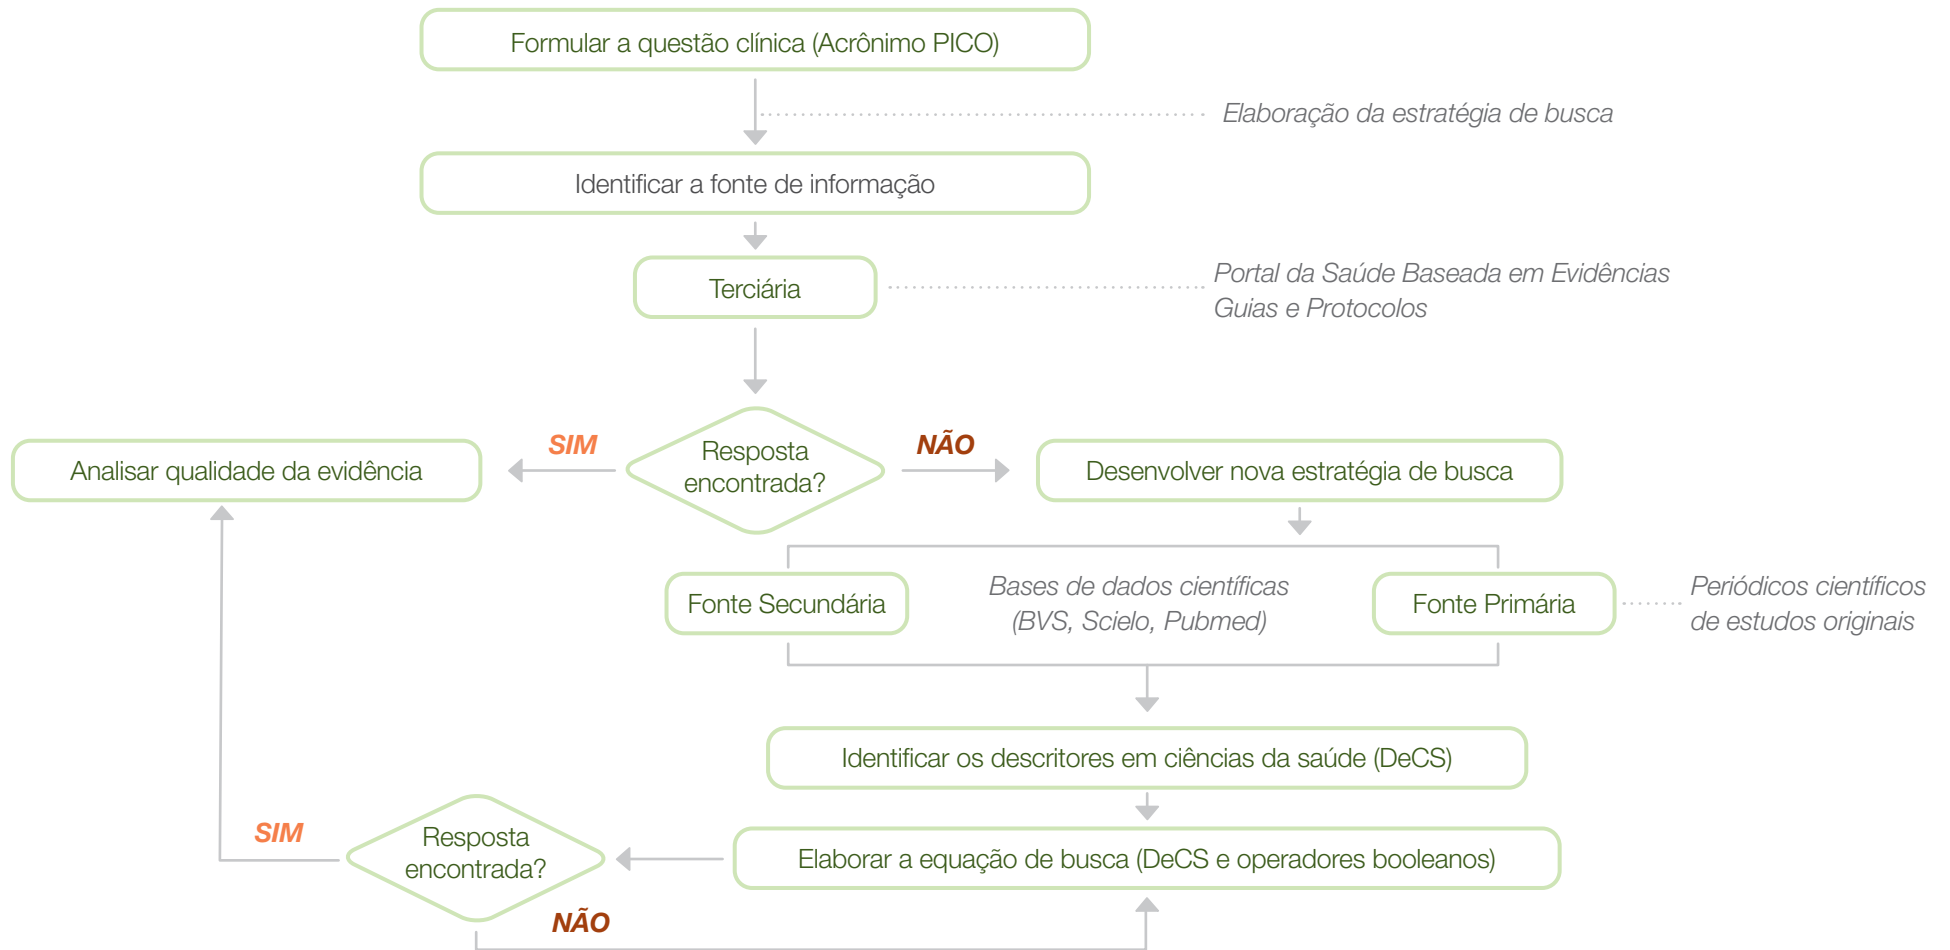 Formular a questão clínica (Acrônimo PICO)
Elaboração da estratégia de busca
Identificar a fonte de informação
Terciária
Portal da Saúde Baseada em Evidências
Guias e Protocolos
SIM
Resposta
encontrada?
NÃO
Analisar qualidade da evidência
Desenvolver nova estratégia de busca
Fonte Secundária
Bases de dados científicas
(BVS, Scielo, Pubmed)
Fonte Primária
Periódicos científicos
de estudos originais
Identificar os descritores em ciências da saúde (DeCS)
SIM
Resposta
encontrada?
Elaborar a equação de busca (DeCS e operadores booleanos)
NÃO